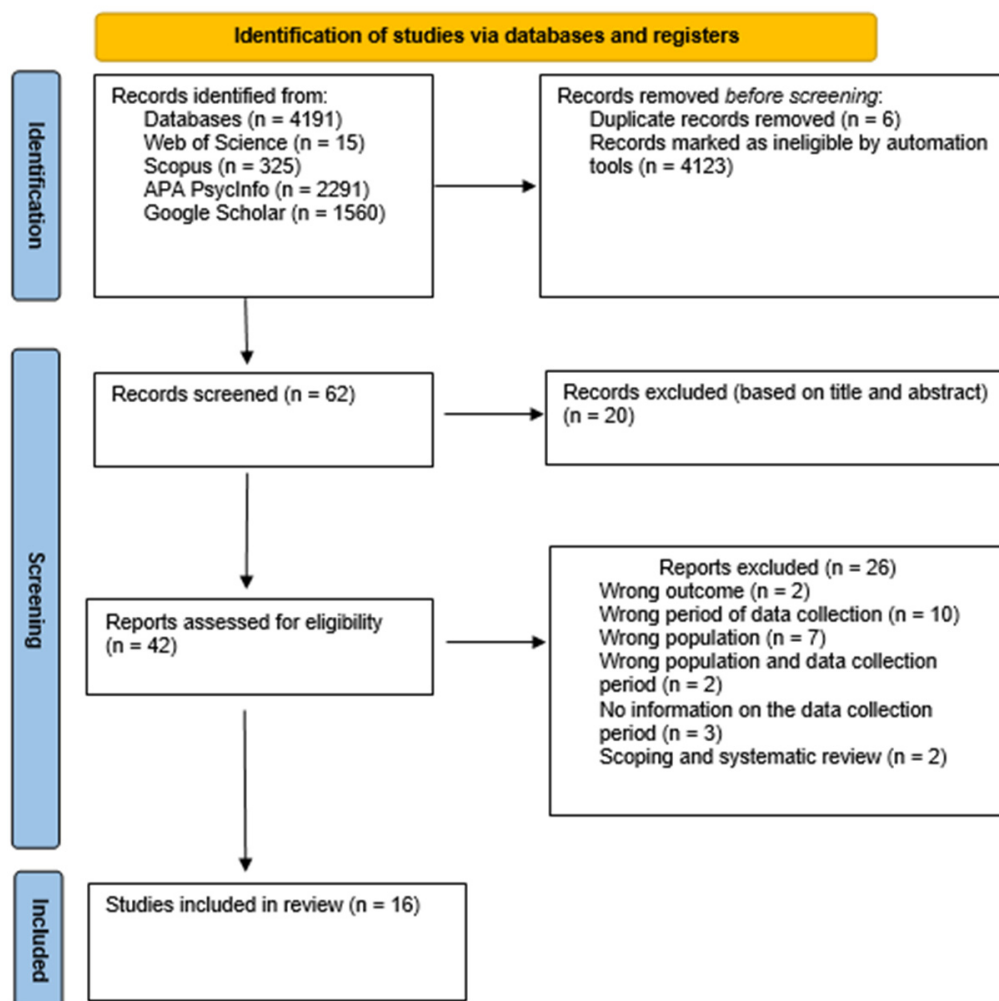 Identification of studies via databases and registers
Identification
Records identified from:
Databases (n = 4191)
Web of Science (n = 15)
Scopus (n = 325)
APA PsycInfo (n = 2291)
Google Scholar (n = 1560)
Records removed before screening:
Duplicate records removed (n = 6)
Records marked as ineligible by automation
tools (n = 4123)
Screening
Records screened (n = 62)
Records excluded (based on title and abstract)
(n = 20)
Reports assessed for eligibility
(n = 42)
Reports excluded (n = 26)
Wrong outcome (n = 2)
Wrong period of data collection (n = 10)
Wrong population (n = 7)
Wrong population and data collection
period (n = 2)
No information on the data collection
period (n = 3)
Scoping and systematic review (n = 2)
Included
Studies included in review (n = 16)